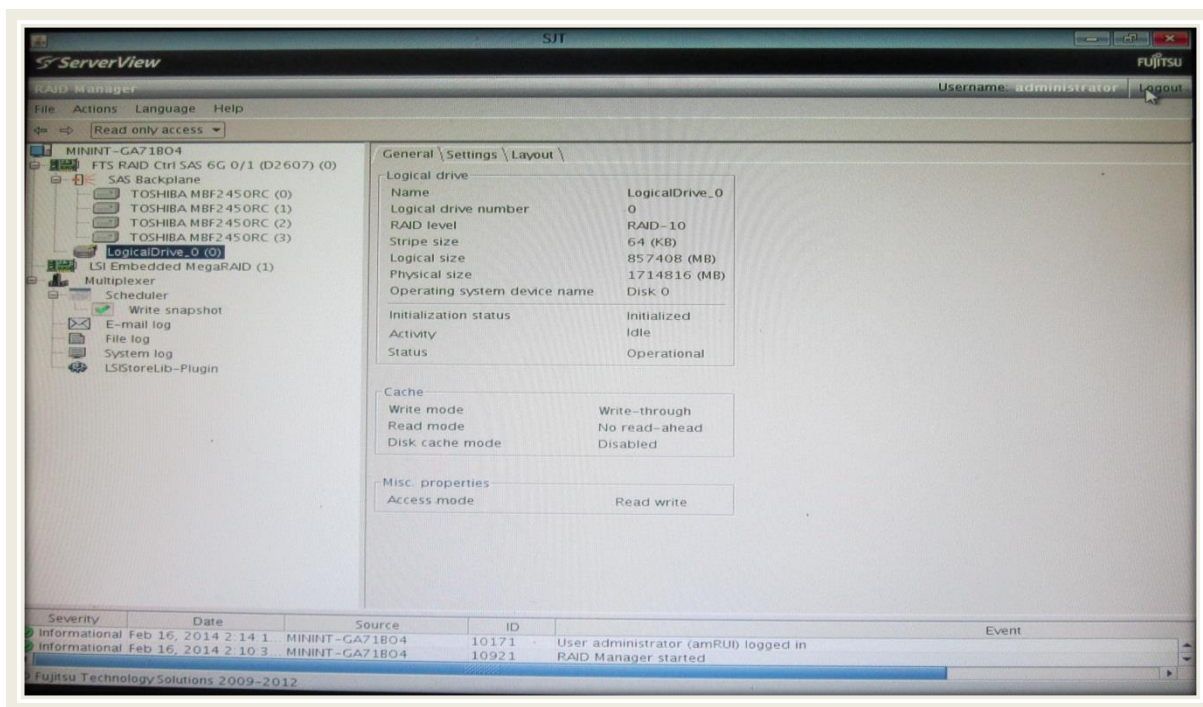 SJT
ServerView
FUJITSU
RAID Manager
Username: administrator Logout
File Actions Language Help
Read only access
MININT-GA71BO4
FTS RAID Ctrl SAS 6G 0/1 (D2607) (0)
SAS Backplane
TOSHIBA MBF2450RC (0)
TOSHIBA MBF2450RC (1)
TOSHIBA MBF2450RC (2)
TOSHIBA MBF2450RC (3)
LogicalDrive_0 (0)
LSI Embedded MegaRAID (1)
Multiplexer
Scheduler
Write snapshot
E-mail log
File log
System log
LSIStoreLib-Plugin
General Settings Layout
Logical drive
Name LogicalDrive_0
Logical drive number 0
RAID level RAID-10
Stripe size 64 (KB)
Logical size 857408 (MB)
Physical size 1714816 (MB)
Operating system device name Disk 0
Initialization status Initialized
Activity Idle
Status Operational
Cache
Write mode Write-through
Read mode No read-ahead
Disk cache mode Disabled
Misc. properties
Access mode Read write
Severity Date Source ID Event
Informational Feb 16, 2014 2:14:1... MININT-GA71BO4 10171 User administrator (amRUI) logged in
Informational Feb 16, 2014 2:10:3... MININT-GA71BO4 10921 RAID Manager started
Fujitsu Technology Solutions 2009-2012